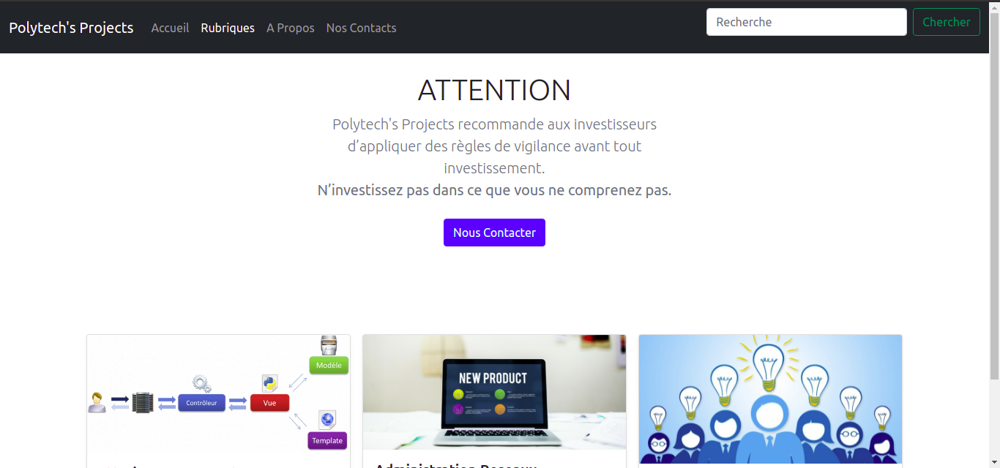 Polytech's Projects Accueil Rubriques A Propos Nos Contacts Recherche Chercher
ATTENTION
Polytech's Projects recommande aux investisseurs
d’appliquer des règles de vigilance avant tout
investissement.
N’investissez pas dans ce que vous ne comprenez pas.
Nous Contacter
Modèle
Contrôleur
Vue
Template
NEW PRODUCT